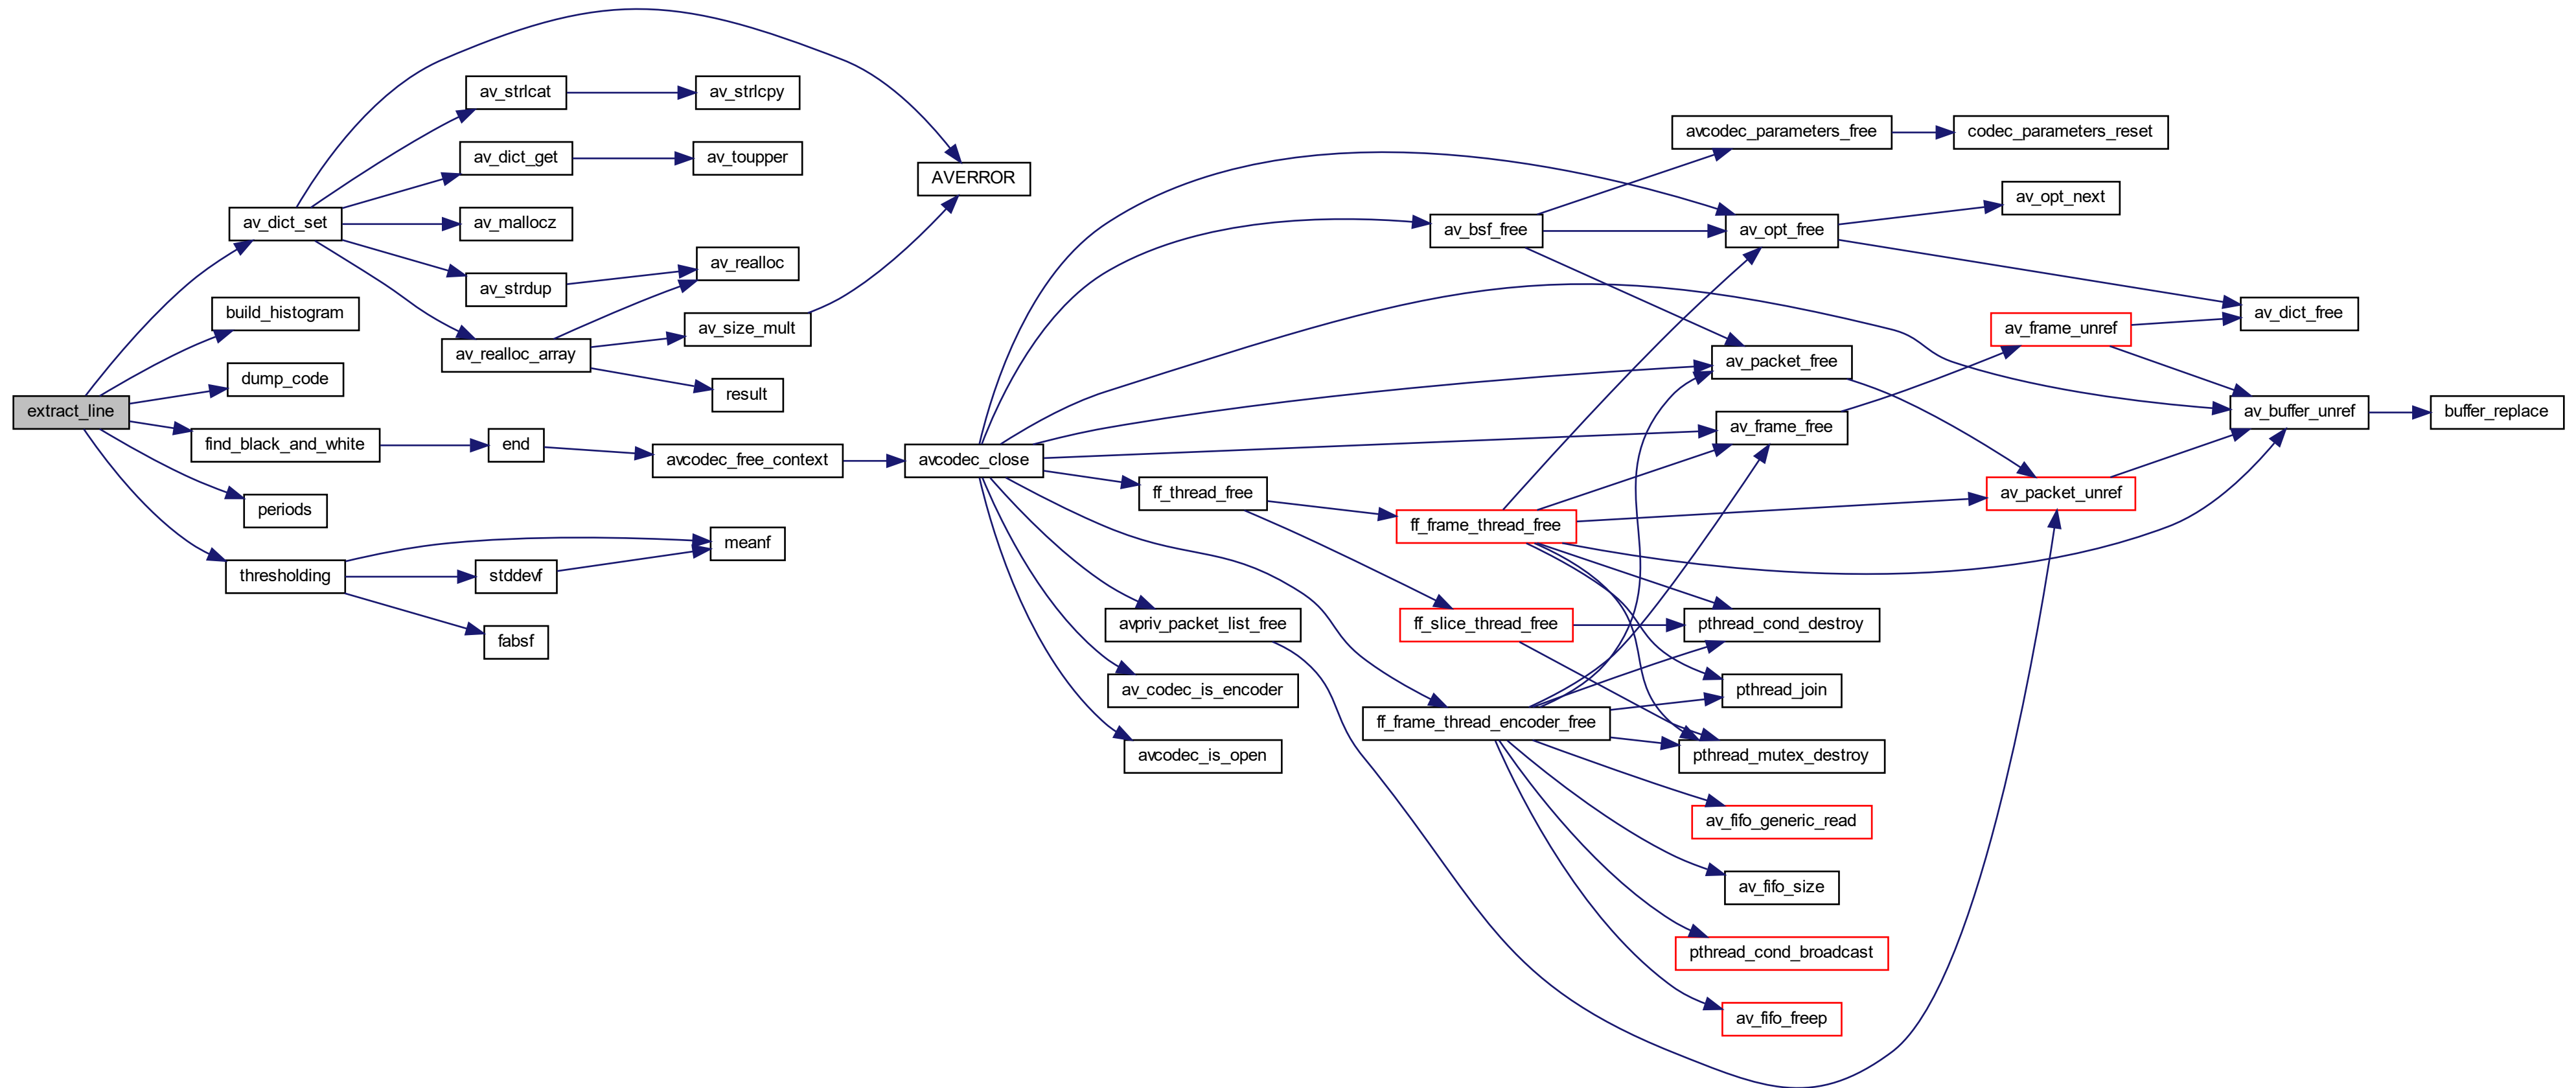 extract_line
av_dict_set
build_histogram
dump_code
find_black_and_white
periods
thresholding
av_strlcat
av_dict_get
av_mallocz
av_strdup
av_realloc_array
end
stddevf
fabsf
av_strlcpy
av_toupper
av_realloc
av_size_mult
result
avcodec_free_context
meanf
AVERROR
avcodec_close
ff_thread_free
avpriv_packet_list_free
av_codec_is_encoder
avcodec_is_open
av_bsf_free
ff_frame_thread_free
ff_slice_thread_free
ff_frame_thread_encoder_free
avcodec_parameters_free
av_opt_free
av_packet_free
av_frame_free
pthread_cond_destroy
pthread_join
pthread_mutex_destroy
av_fifo_generic_read
av_fifo_size
pthread_cond_broadcast
av_fifo_freep
codec_parameters_reset
av_opt_next
av_frame_unref
av_packet_unref
av_dict_free
av_buffer_unref
buffer_replace